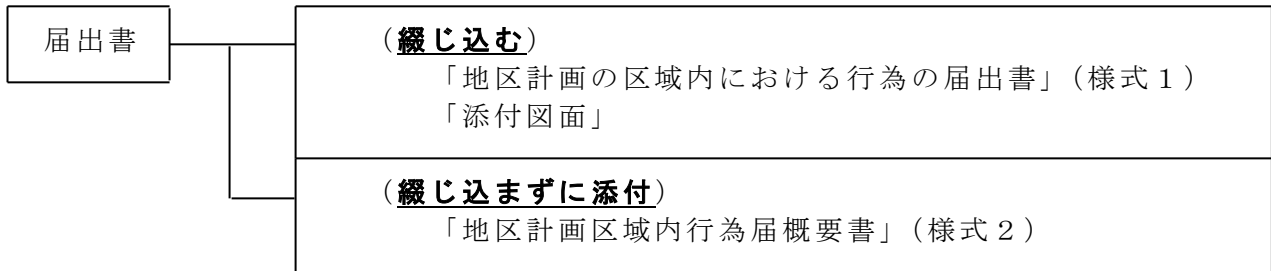 届出書
（綴じ込む）
「地区計画の区域内における行為の届出書」（様式１）
「添付図面」
（綴じ込まずに添付）
「地区計画区域内行為届概要書」（様式２）